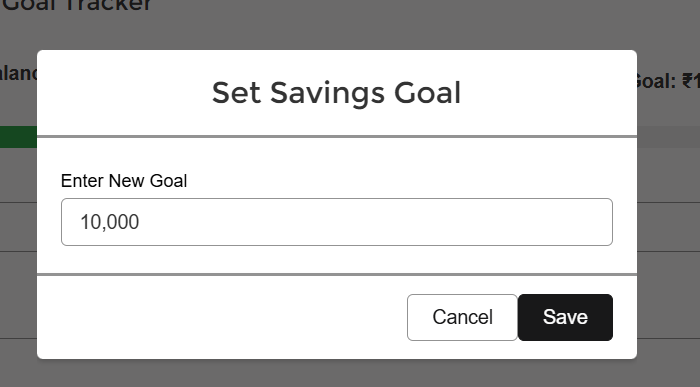 Goal Tracker
Goal: ₹1
Set Savings Goal
Enter New Goal
10,000
Cancel
Save